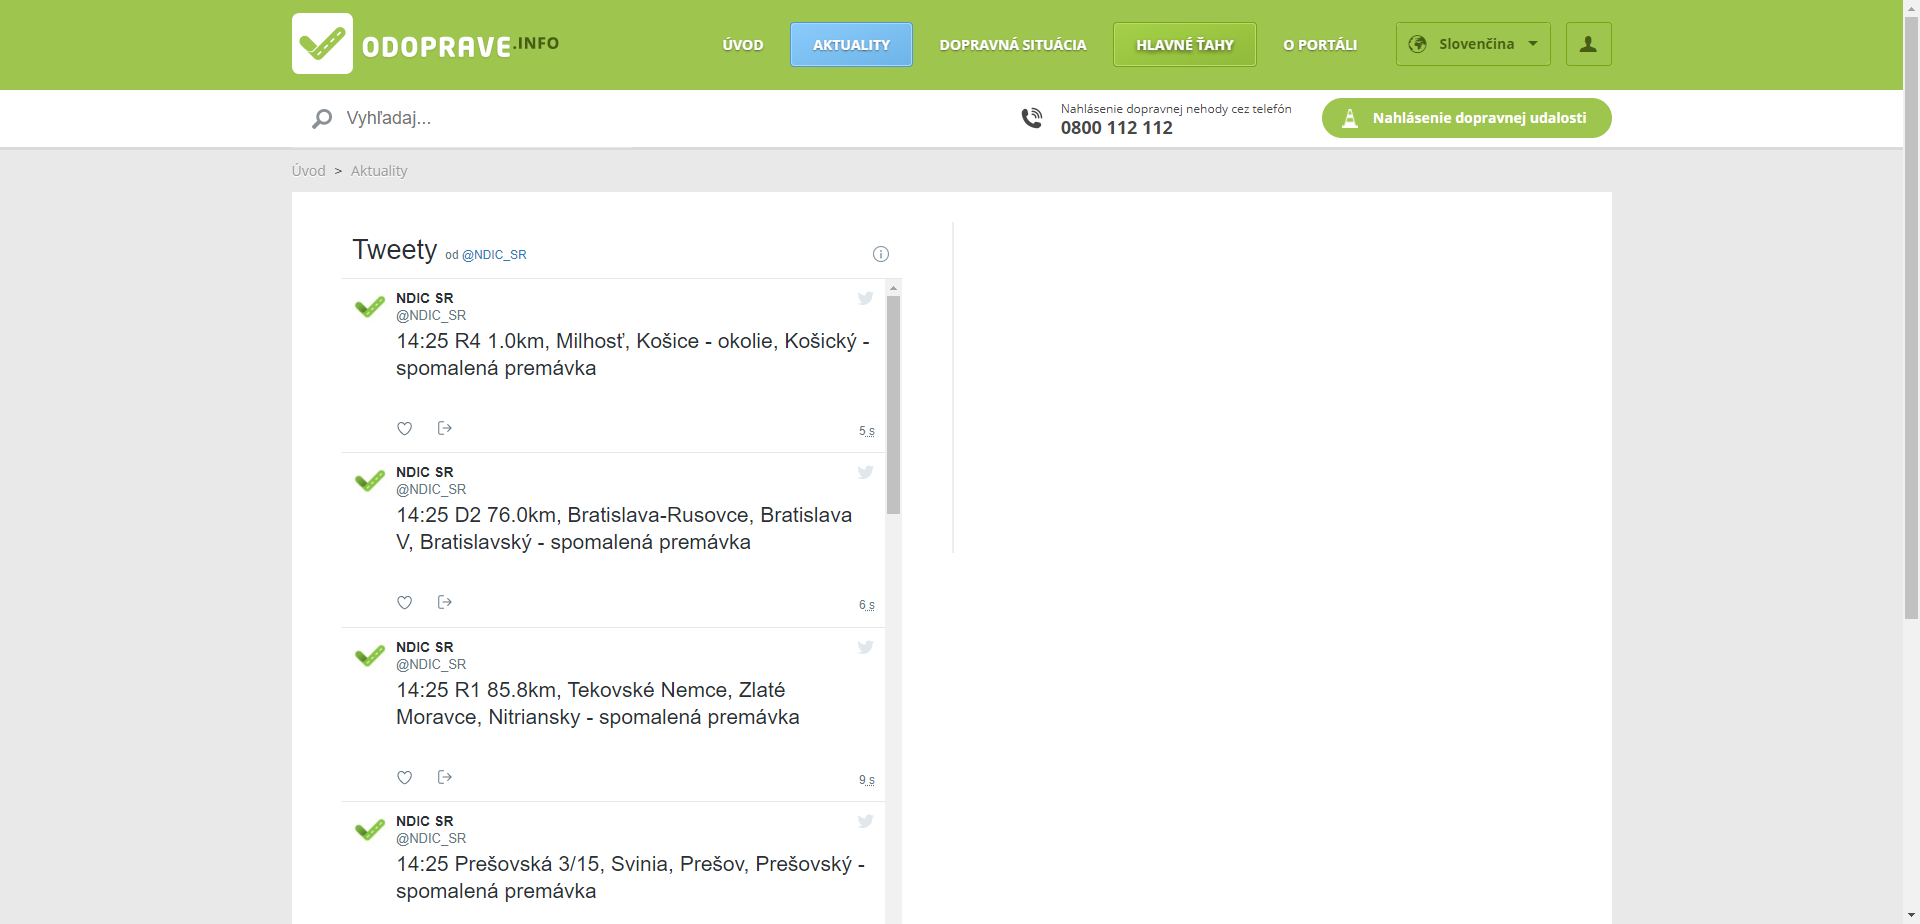 ODOPRAVE.INFO
ÚVOD
AKTUALITY
DOPRAVNÁ SITUÁCIA
HLAVNÉ ŤAHY
O PORTÁLI
Slovenčina
Vyhľadaj...
Nahlásenie dopravnej nehody cez telefón
0800 112 112
Nahlásenie dopravnej udalosti
Úvod > Aktuality
Tweety od @NDIC_SR
NDIC SR
@NDIC_SR
14:25 R4 1.0km, Milhosť, Košice - okolie, Košický -
spomalená premávka
5 s
NDIC SR
@NDIC_SR
14:25 D2 76.0km, Bratislava-Rusovce, Bratislava
V, Bratislavský - spomalená premávka
6 s
NDIC SR
@NDIC_SR
14:25 R1 85.8km, Tekovské Nemce, Zlaté
Moravce, Nitriansky - spomalená premávka
9 s
NDIC SR
@NDIC_SR
14:25 Prešovská 3/15, Svinia, Prešov, Prešovský -
spomalená premávka